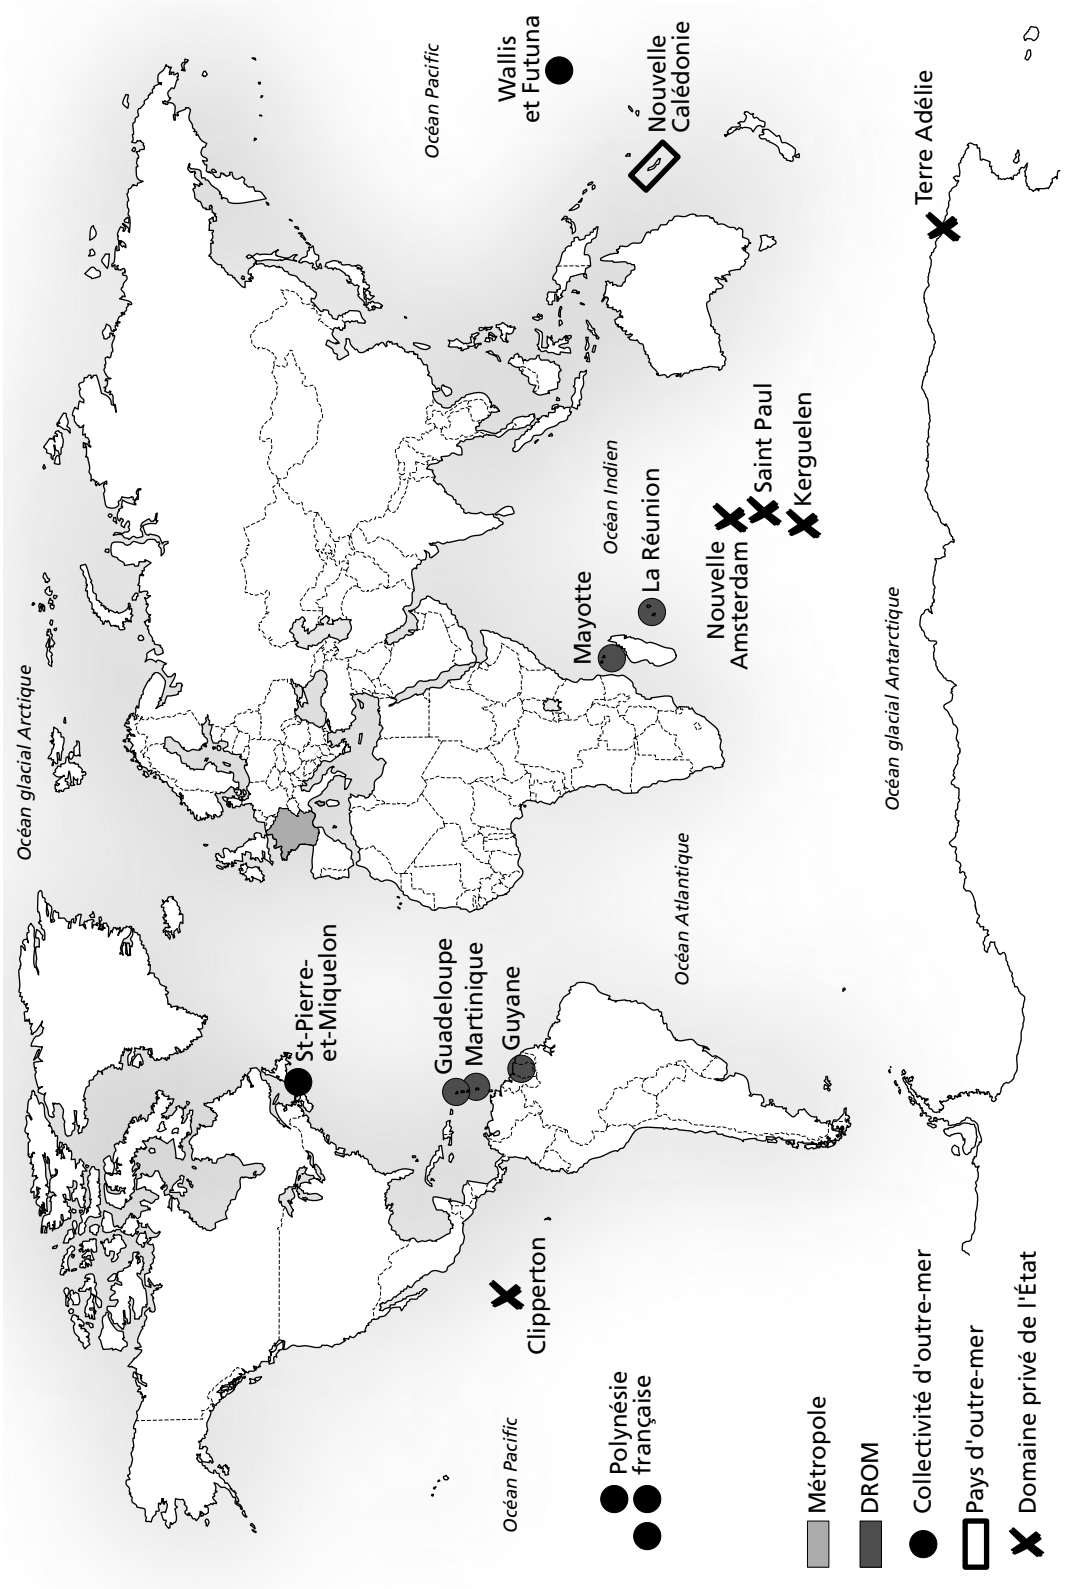 Océan glacial Arctique
St-Pierre-
et-Miquelon
Océan Pacific
Guadeloupe
Martinique
Guyane
Clipperton
Océan Pacific
Wallis
et Futuna
Mayotte
Océan Indien
La Réunion
Nouvelle
Calédonie
Polynésie
française
Océan Atlantique
Nouvelle
Amsterdam
Saint Paul
Kerguelen
Océan glacial Antarctique
Terre Adélie
Métropole
DROM
Collectivité d'outre-mer
Pays d'outre-mer
Domaine privé de l'État